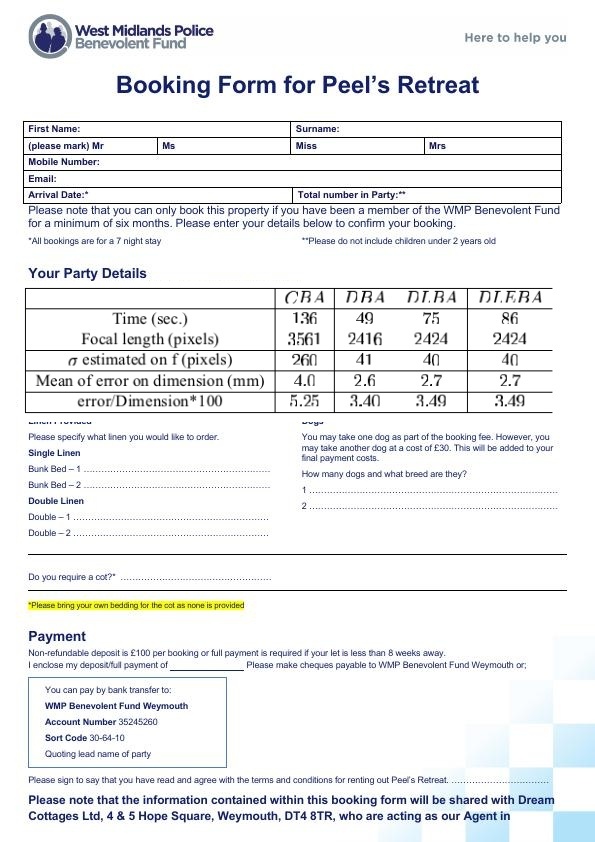 West Midlands Police
Benevolent Fund
Here to help you
Booking Form for Peel's Retreat
First Name: Surname:
(please mark) Mr Ms Miss Mrs
Mobile Number:
Email:
Arrival Date:* Total number in Party:**
Please note that you can only book this property if you have been a member of the WMP Benevolent Fund
for a minimum of six months. Please enter your details below to confirm your booking.
*All bookings are for a 7 night stay **Please do not include children under 2 years old
Your Party Details
CBA DBA DLBA DLEBA
Time (sec.) 136 49 75 86
Focal length (pixels) 3561 2416 2424 2424
σ estimated on f (pixels) 260 41 40 40
Mean of error on dimension (mm) 4.0 2.6 2.7 2.7
error/Dimension*100 5.25 3.40 3.49 3.49
Linen Provided
Please specify what linen you would like to order.
Single Linen
Bunk Bed – 1 ..................................................
Bunk Bed – 2 ..................................................
Double Linen
Double – 1 ..................................................
Double – 2 ..................................................
Dogs
You may take one dog as part of the booking fee. However, you
may take another dog at a cost of £30. This will be added to your
final payment costs.
How many dogs and what breed are they?
1 ..................................................
2 ..................................................
Do you require a cot?* ........................................
*Please bring your own bedding for the cot as none is provided
Payment
Non-refundable deposit is £100 per booking or full payment is required if your let is less than 8 weeks away.
I enclose my deposit/full payment of ______________ Please make cheques payable to WMP Benevolent Fund Weymouth or;
You can pay by bank transfer to:
WMP Benevolent Fund Weymouth
Account Number 35245260
Sort Code 30-64-10
Quoting lead name of party
Please sign to say that you have read and agree with the terms and conditions for renting out Peel's Retreat. ..............................
Please note that the information contained within this booking form will be shared with Dream
Cottages Ltd, 4 & 5 Hope Square, Weymouth, DT4 8TR, who are acting as our Agent in